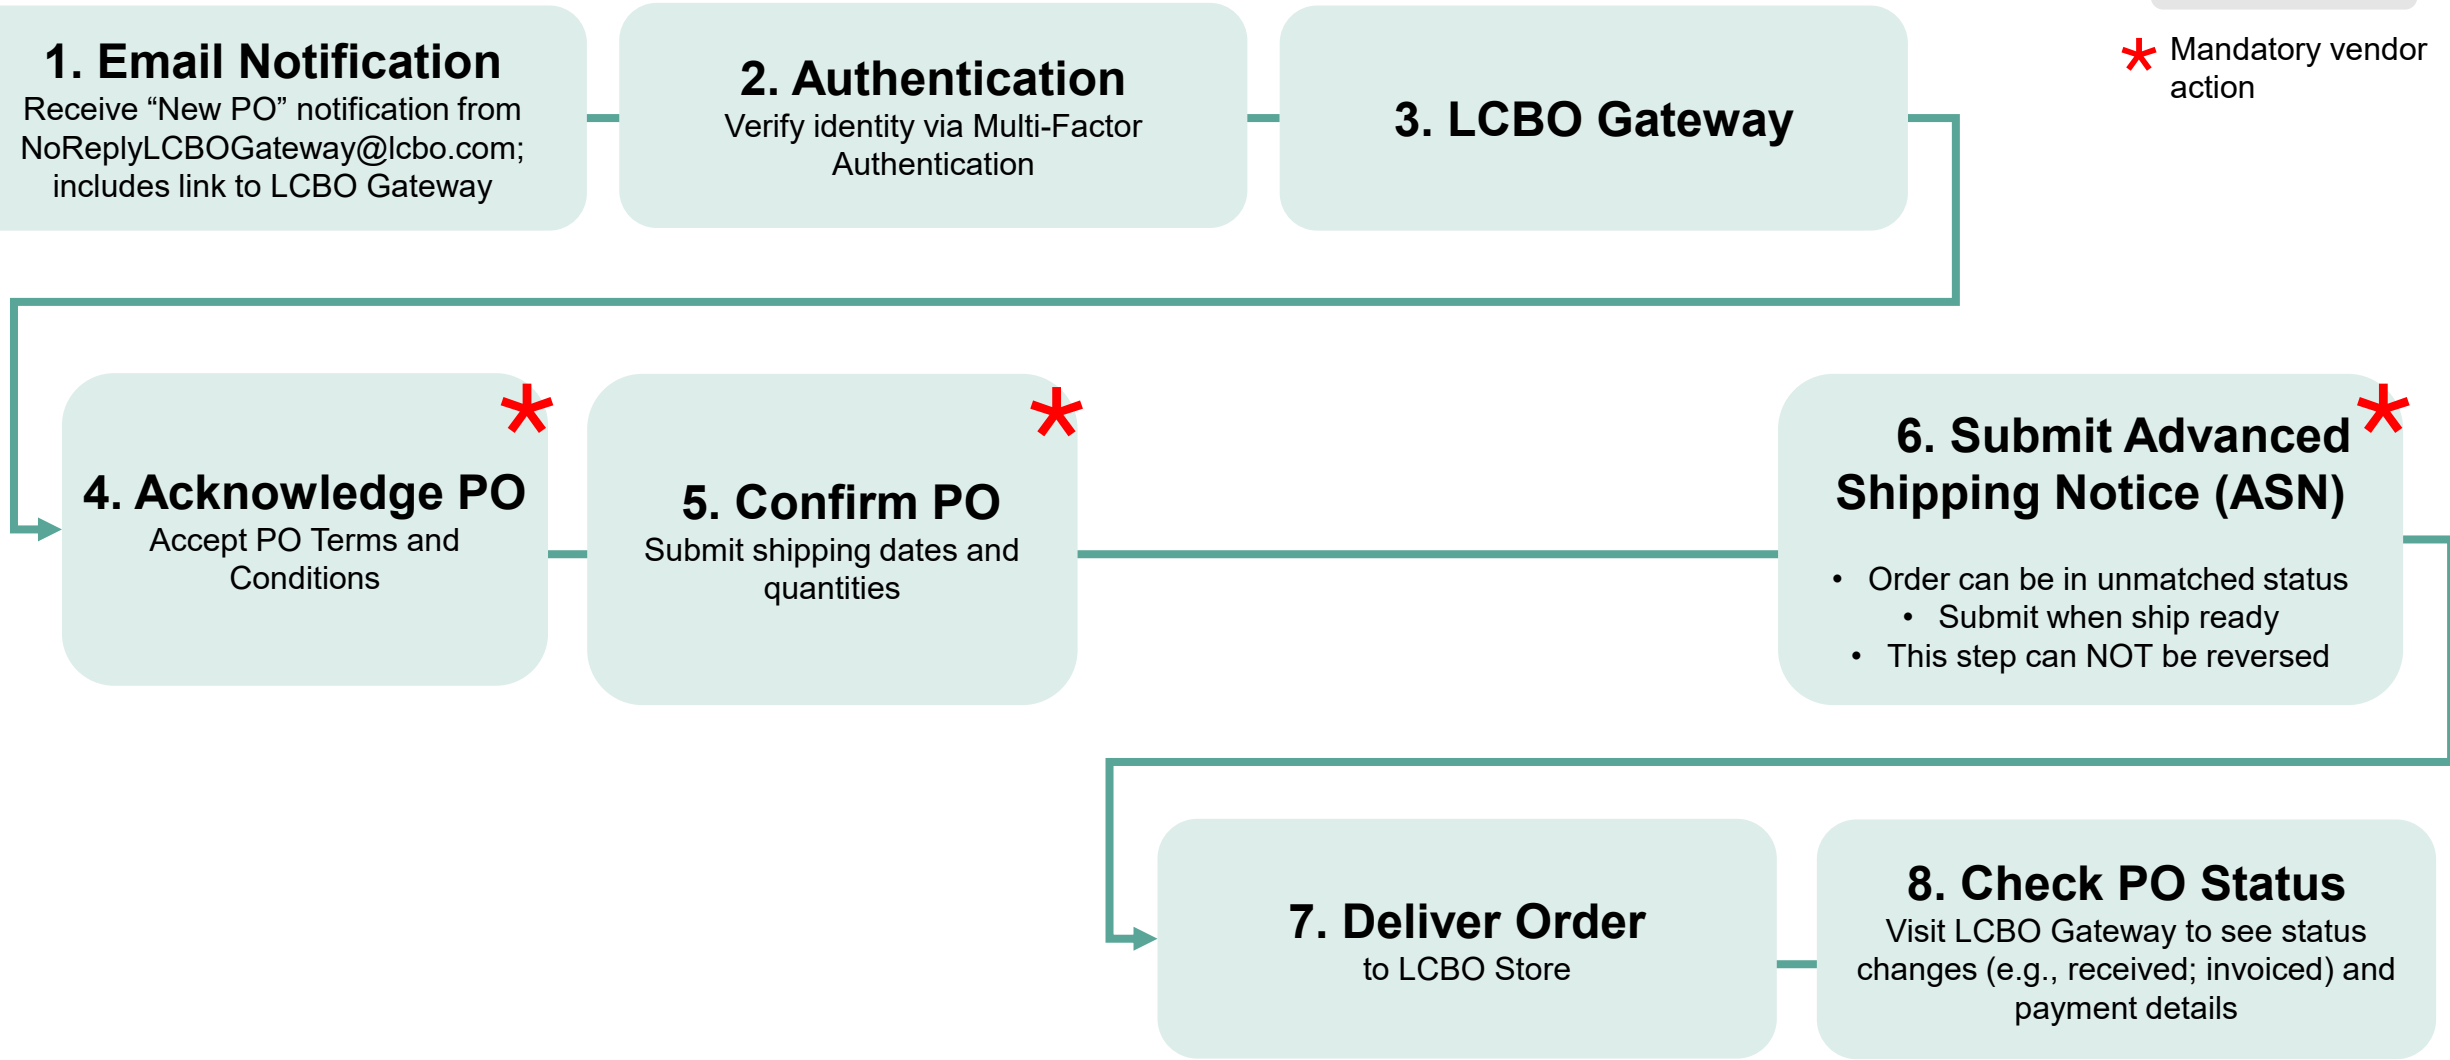 1. Email Notification
Receive “New PO” notification from
NoReplyLCBOGateway@lcbo.com;
includes link to LCBO Gateway
2. Authentication
Verify identity via Multi-Factor
Authentication
3. LCBO Gateway
* Mandatory vendor
action
*
4. Acknowledge PO
Accept PO Terms and
Conditions
*
5. Confirm PO
Submit shipping dates and
quantities
*
6. Submit Advanced
Shipping Notice (ASN)
• Order can be in unmatched status
• Submit when ship ready
• This step can NOT be reversed
7. Deliver Order
to LCBO Store
8. Check PO Status
Visit LCBO Gateway to see status
changes (e.g., received; invoiced) and
payment details